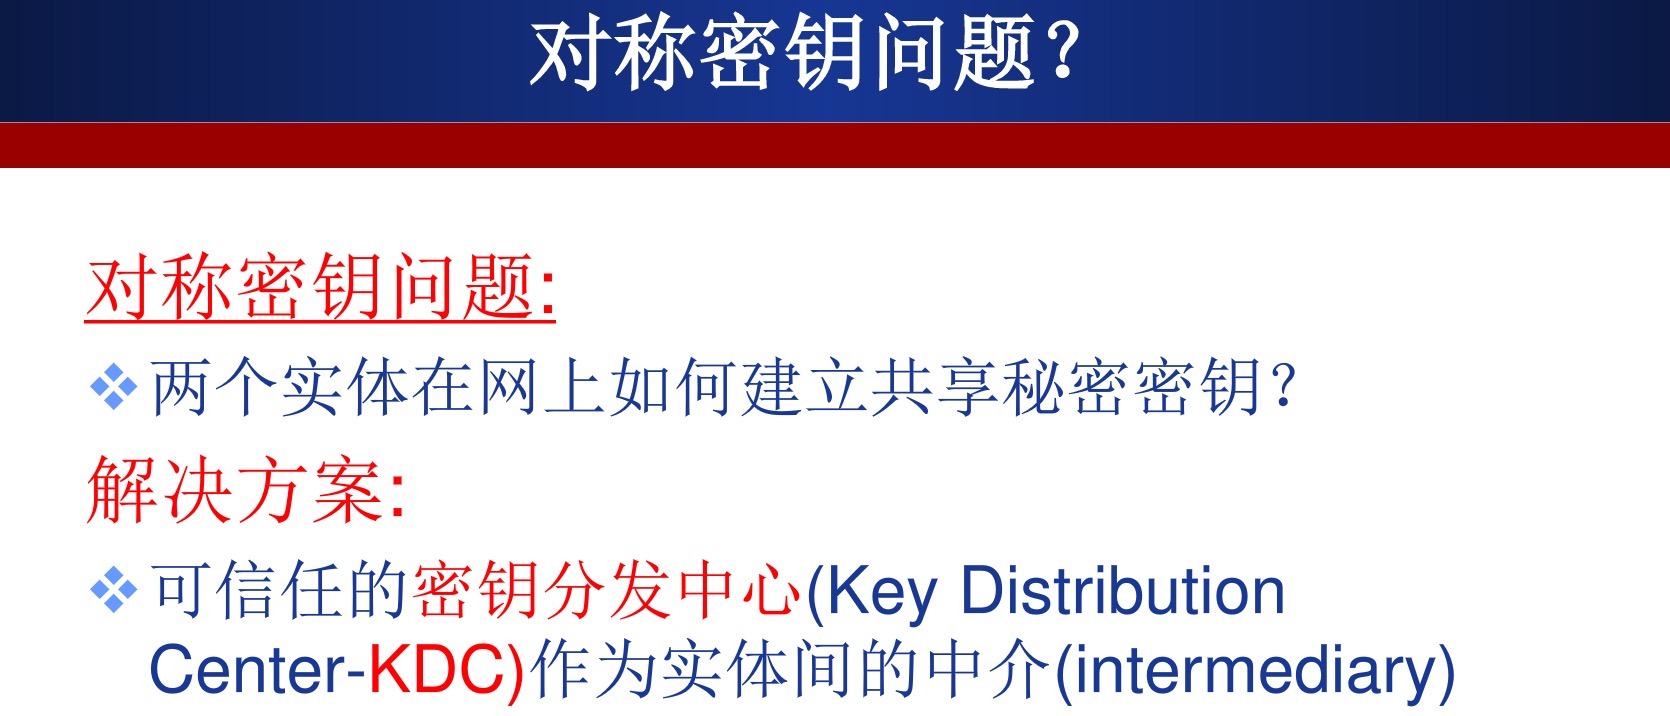 对称密钥问题?
对称密钥问题:
两个实体在网上如何建立共享秘密密钥?
解决方案:
可信任的密钥分发中心(Key Distribution
Center-KDC)作为实体间的中介(intermediary)